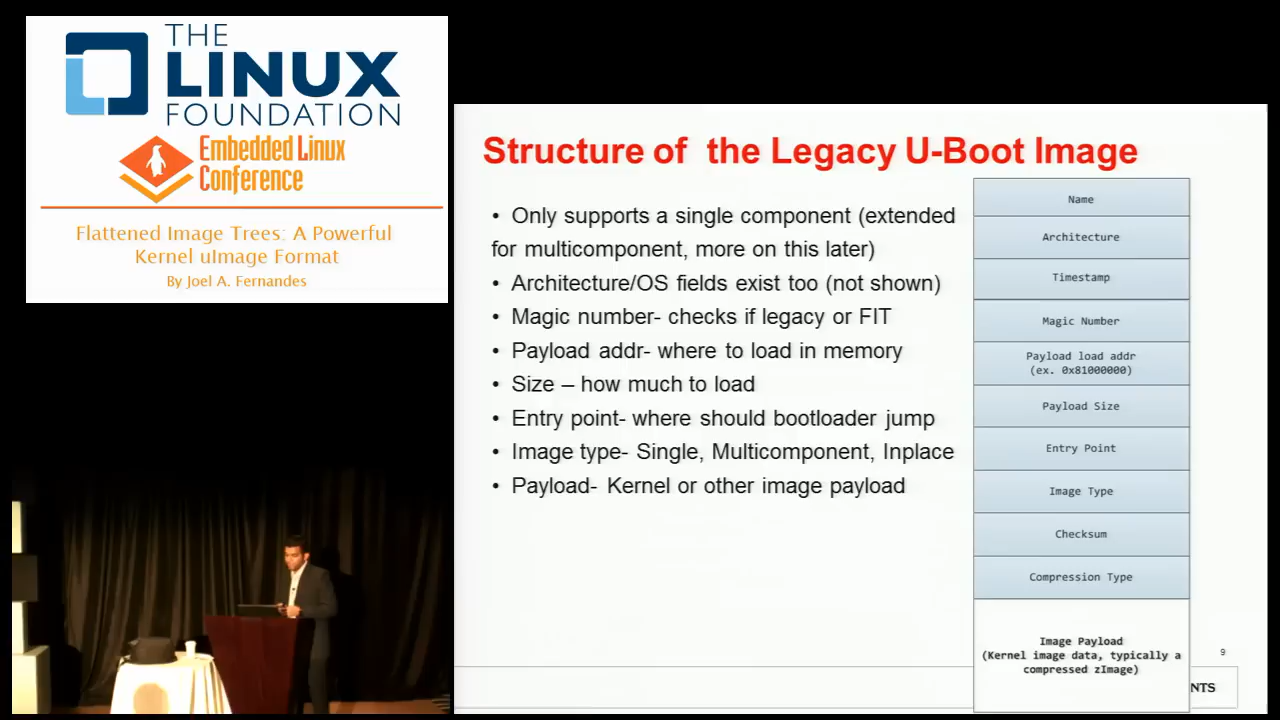 THE
LINUX
FOUNDATION
Embedded Linux
Conference
Flattened Image Trees: A Powerful
Kernel uImage Format
By Joel A. Fernandes
Structure of the Legacy U-Boot Image
• Only supports a single component (extended
for multicomponent, more on this later)
• Architecture/OS fields exist too (not shown)
• Magic number- checks if legacy or FIT
• Payload addr- where to load in memory
• Size – how much to load
• Entry point- where should bootloader jump
• Image type- Single, Multicomponent, Inplace
• Payload- Kernel or other image payload
Name
Architecture
Timestamp
Magic Number
Payload load addr
(ex. 0x81000000)
Payload Size
Entry Point
Image Type
Checksum
Compression Type
Image Payload
(Kernel image data, typically a
compressed zImage)
9
NTS